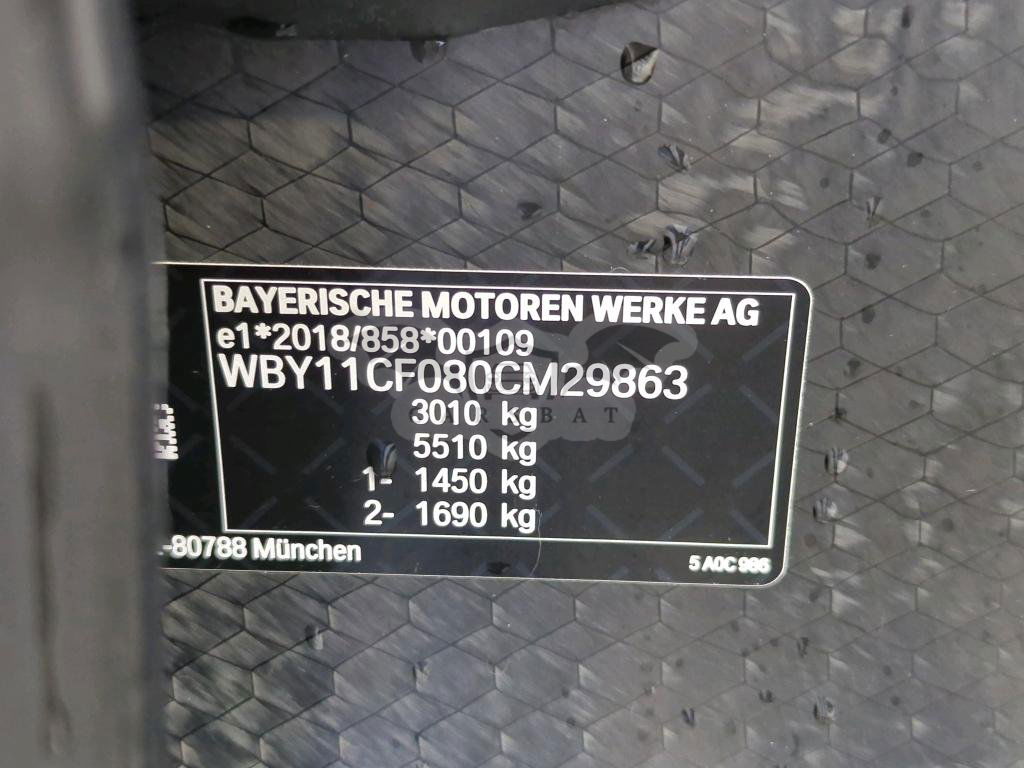 BAYERISCHE MOTOREN WERKE AG
e1*2018/858*00109
WBY11CF080CM29863
3010 kg
5510 kg
1- 1450 kg
2- 1690 kg
-80788 München
5 A0C 986